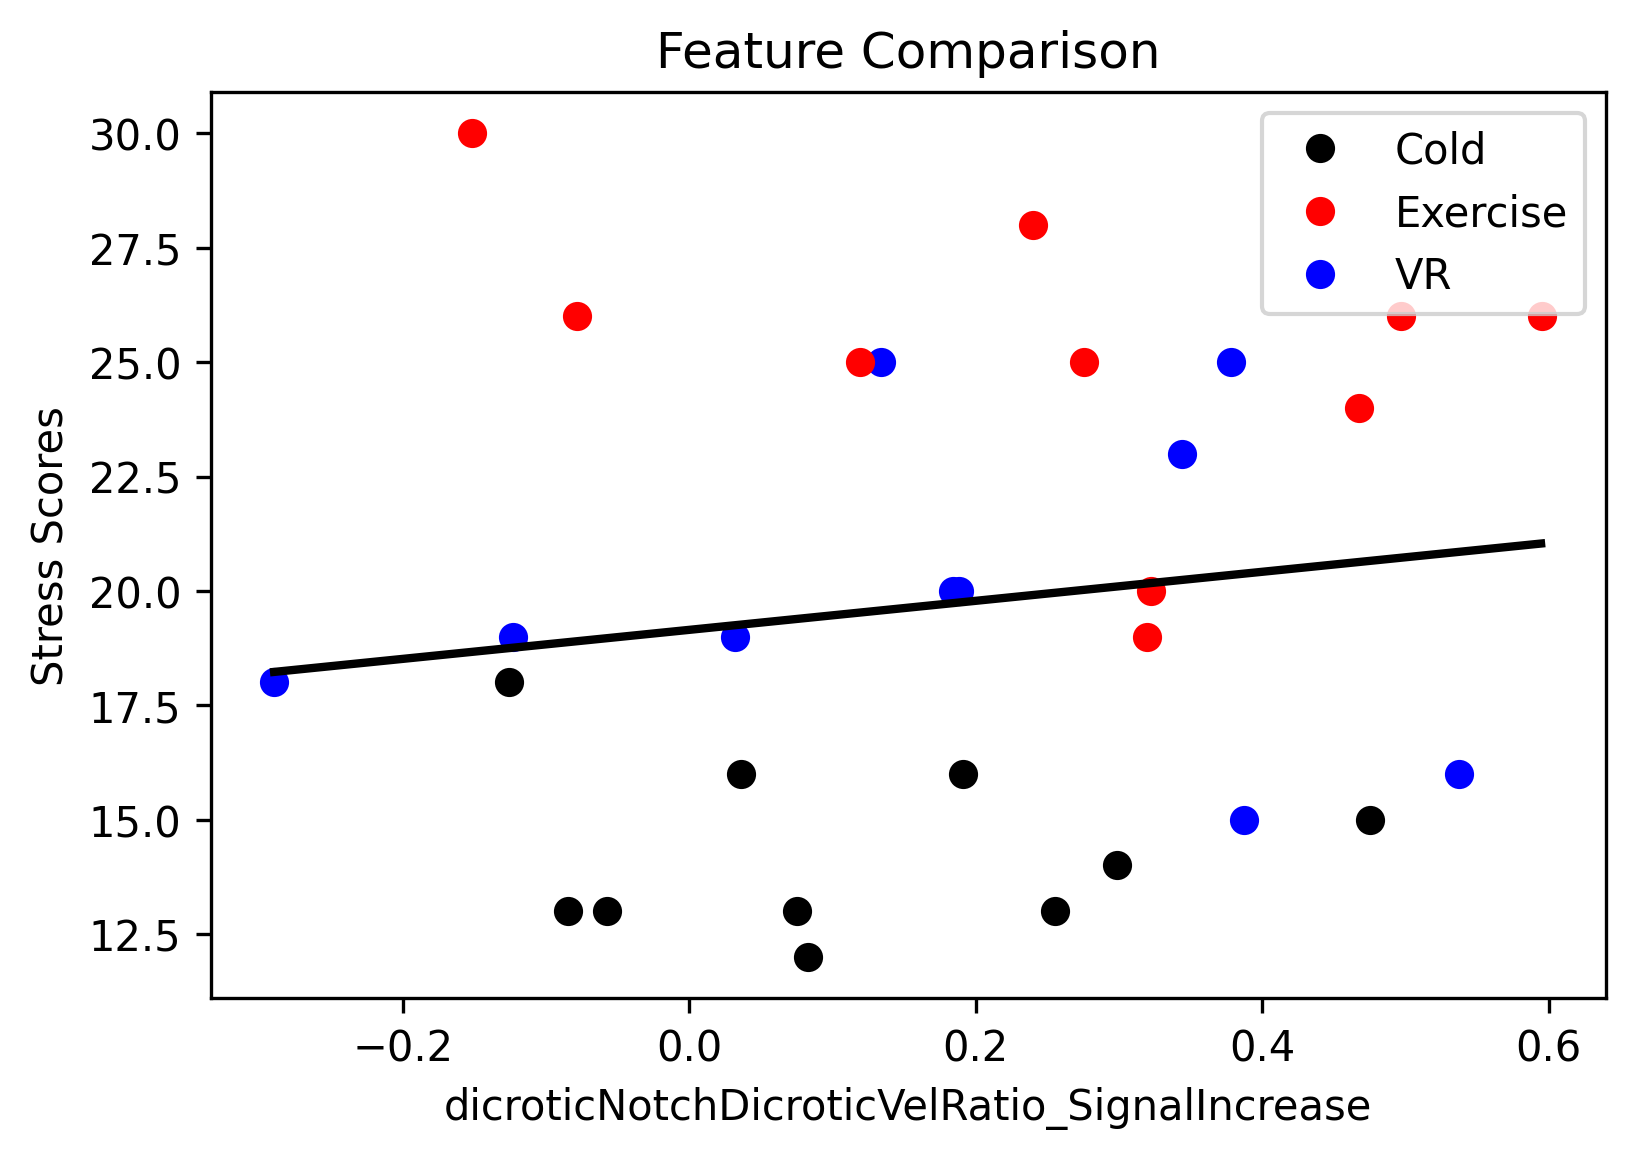 Feature Comparison
30.0
27.5
25.0
22.5
20.0
17.5
15.0
12.5
Stress Scores
Cold
Exercise
VR
−0.2
0.0
0.2
0.4
0.6
dicroticNotchDicroticVelRatio_SignalIncrease